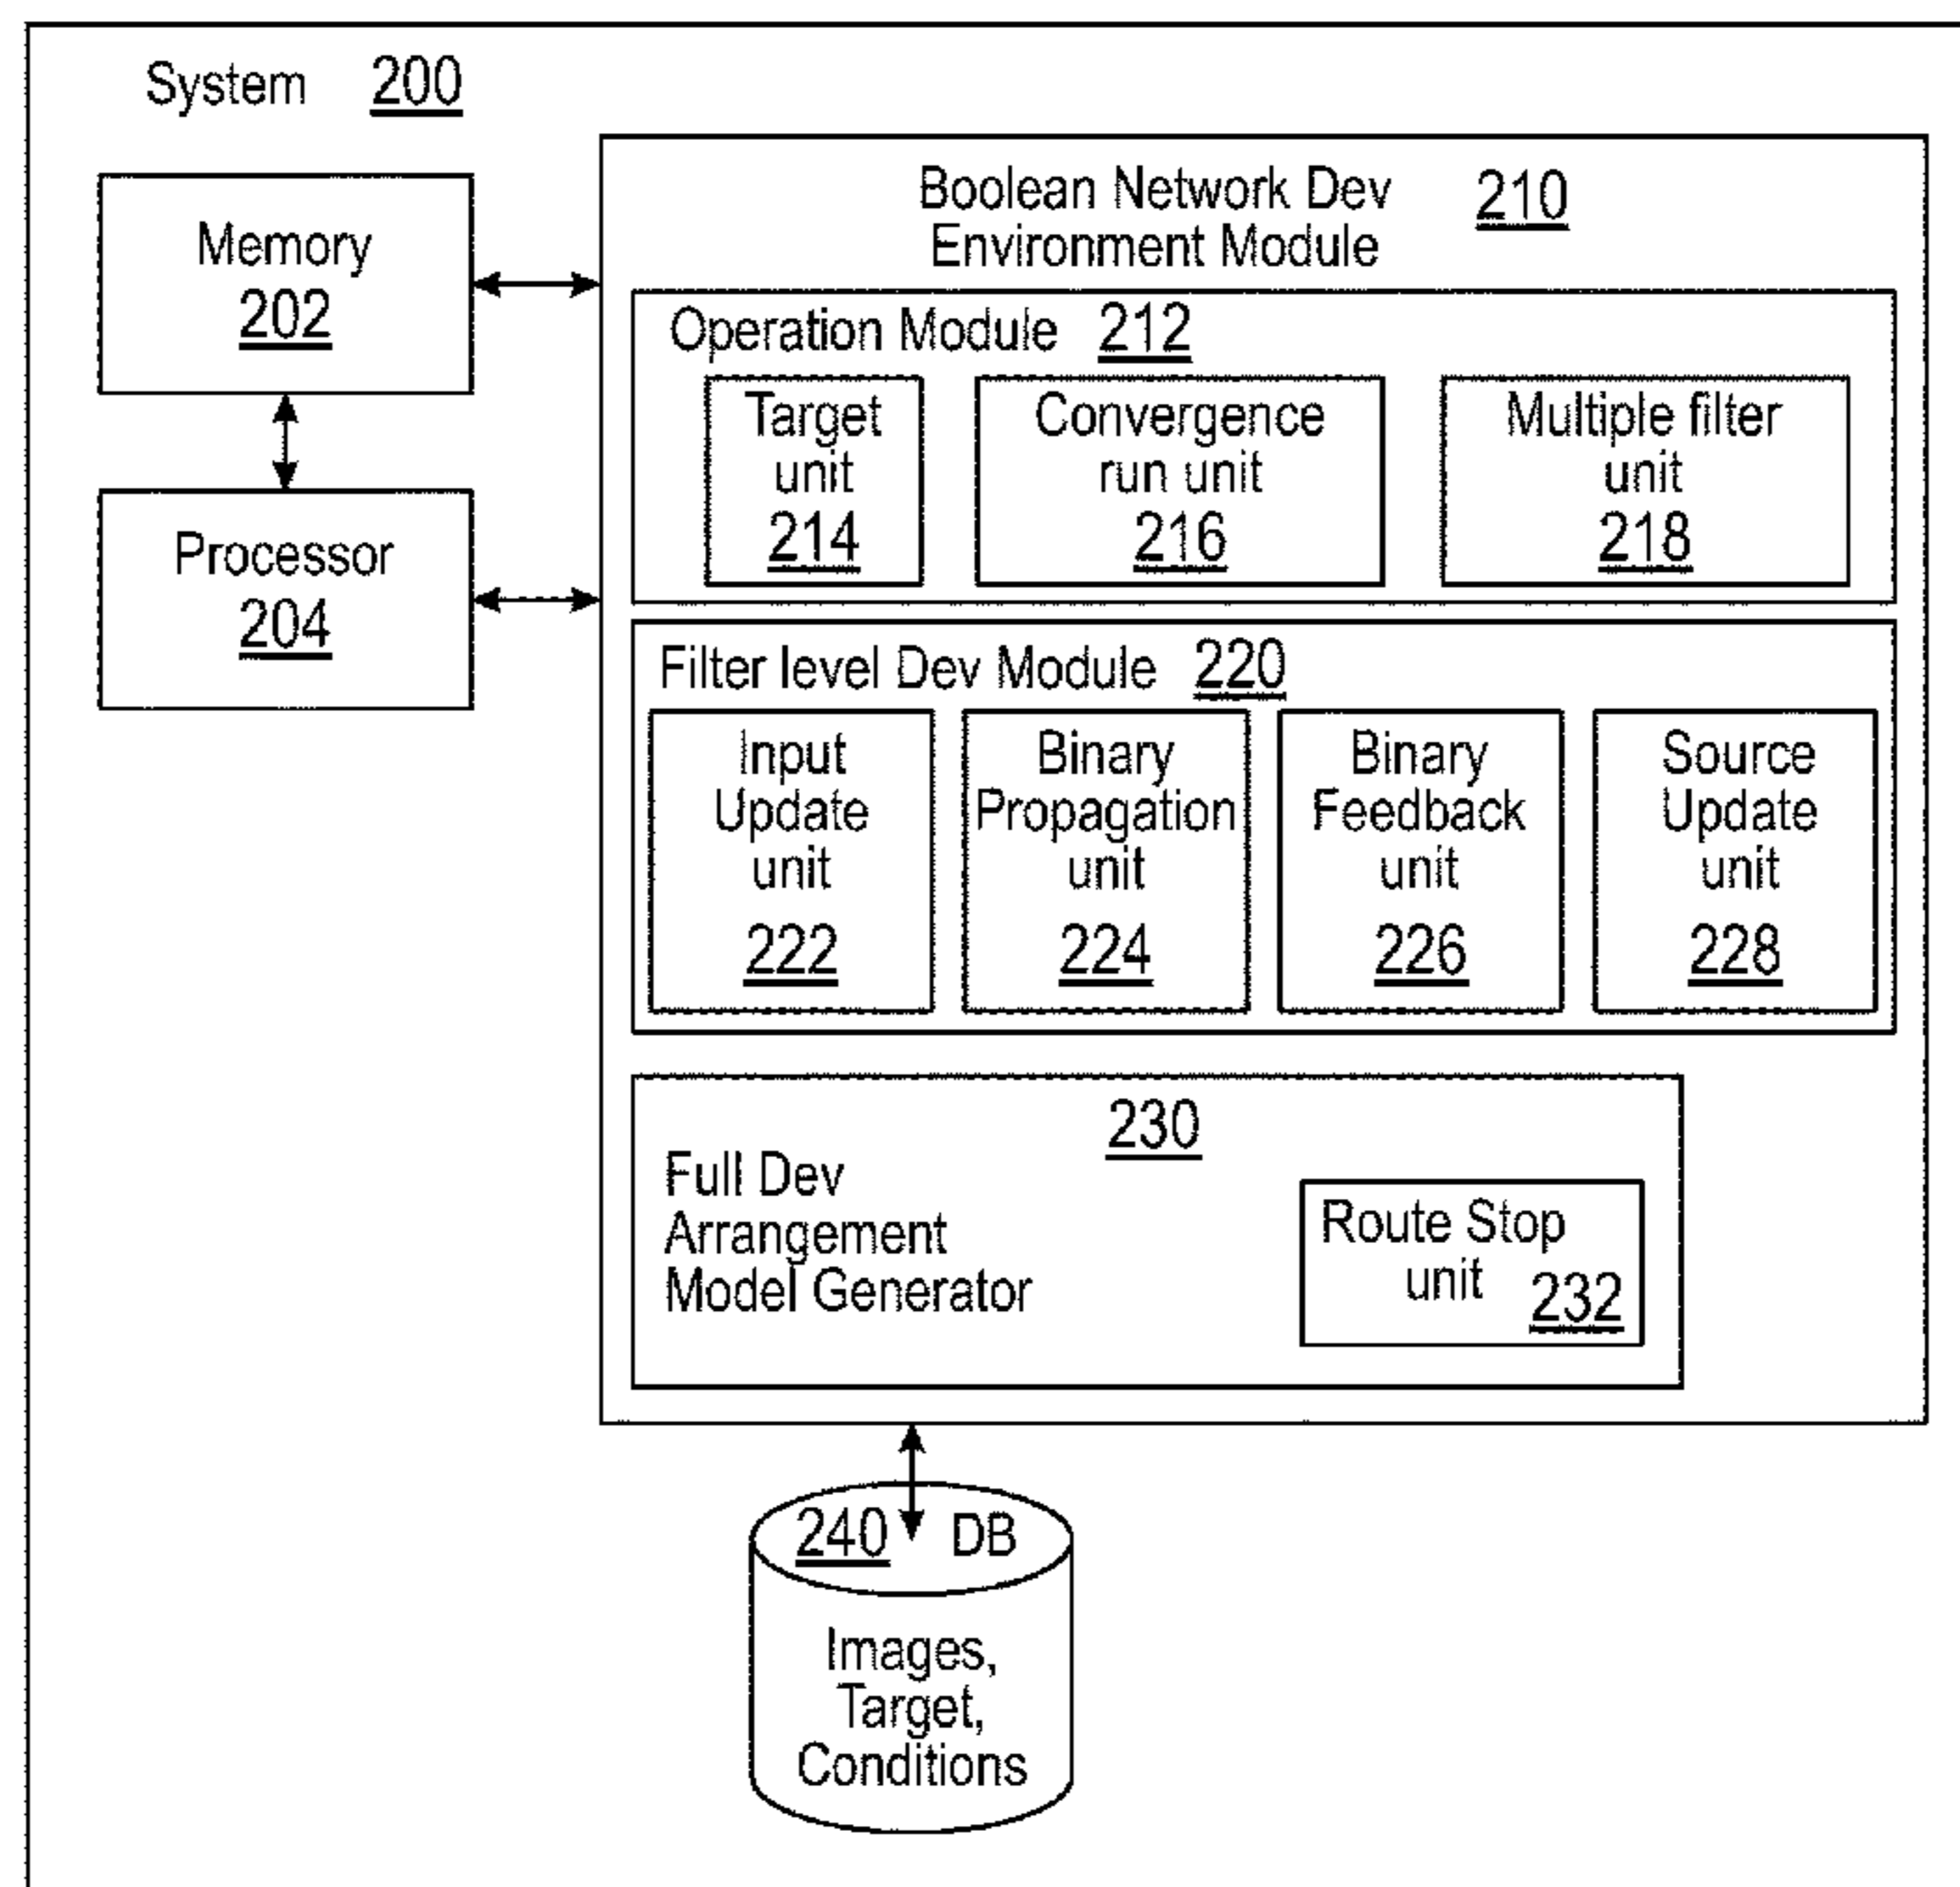 System 200
Memory
202
Processor
204
Boolean Network Dev
Environment Module 210
Operation Module 212
Target
unit
214
Convergence
run unit
216
Multiple filter
unit
218
Filter level Dev Module 220
Input
Update
unit
222
Binary
Propagation
unit
224
Binary
Feedback
unit
226
Source
Update
unit
228
230
Full Dev
Arrangement
Model Generator
Route Stop
unit 232
240 DB
Images,
Target,
Conditions